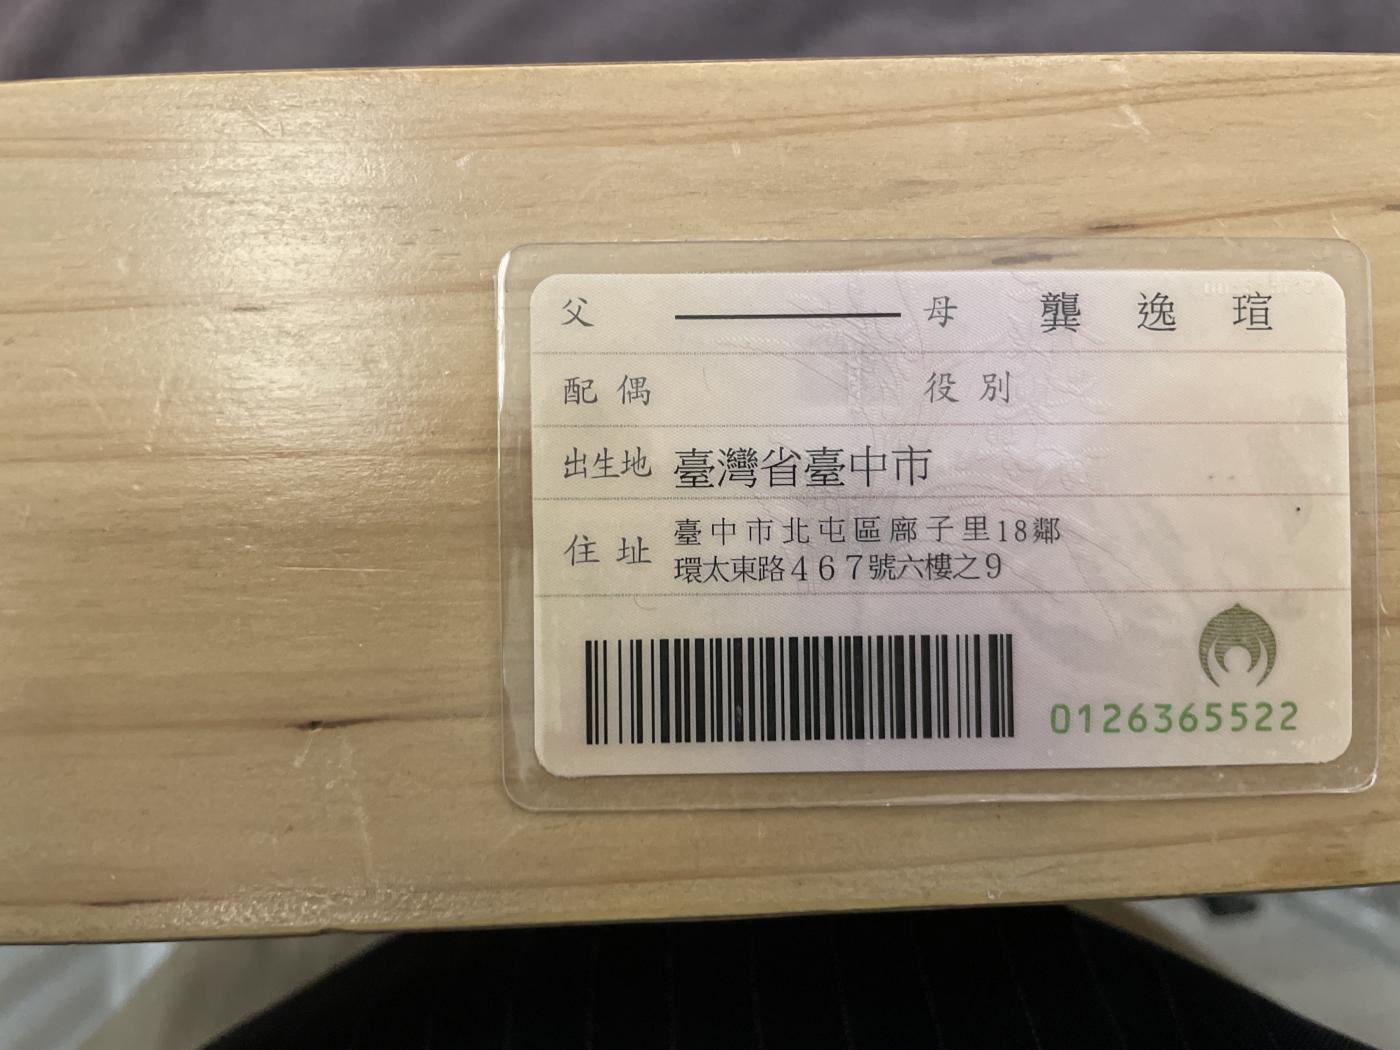 父 母 龔逸瑄
配偶 役別
出生地 臺灣省臺中市
住址 臺中市北屯區廍子里18鄰
環太東路467號六樓之9
0126365522